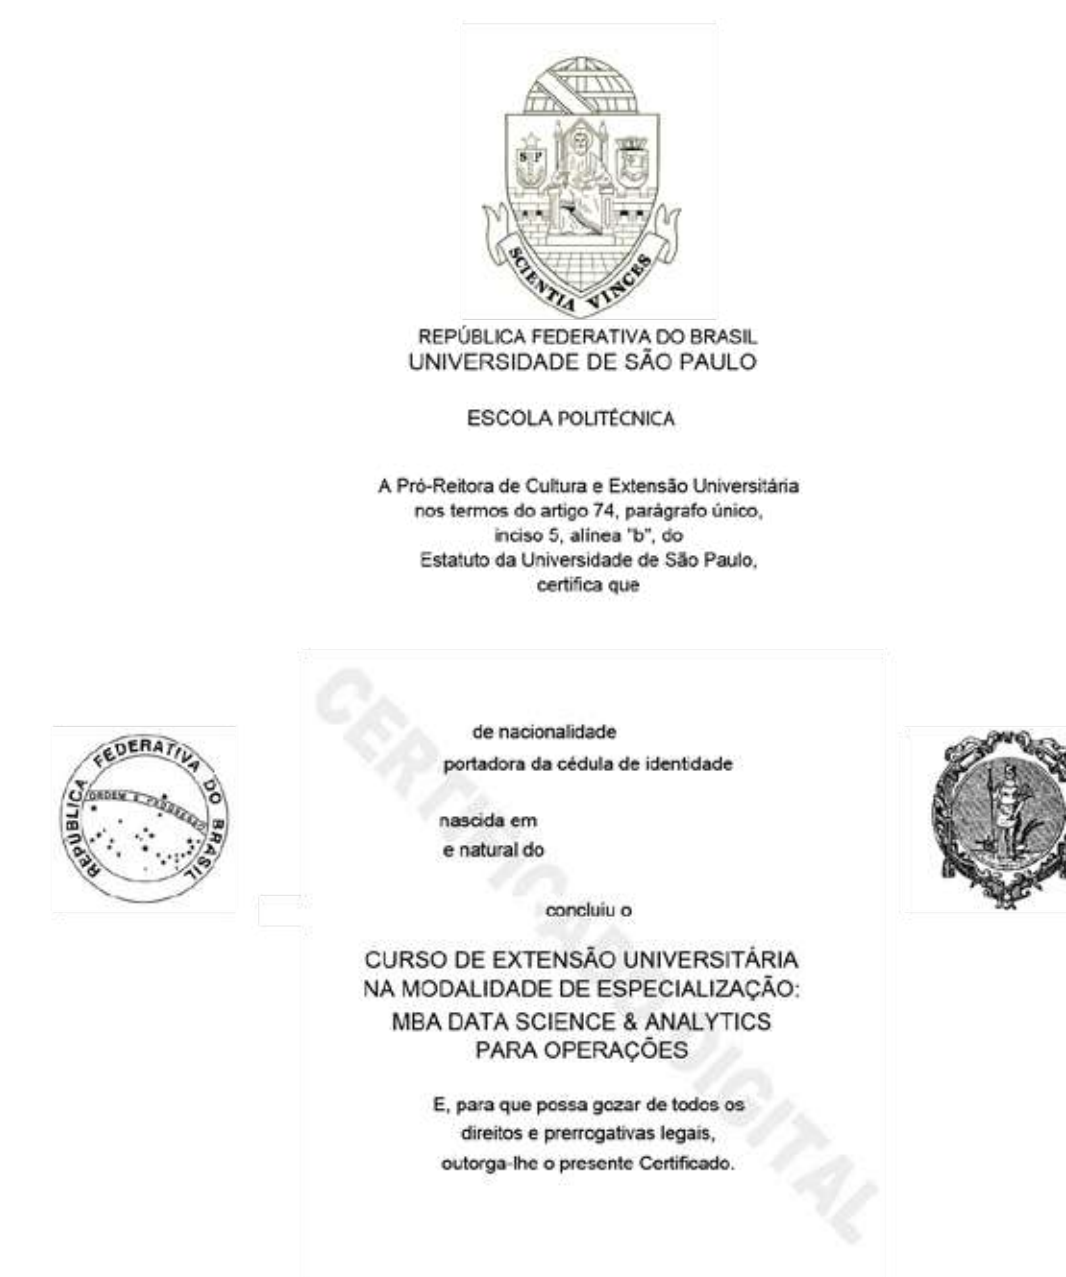 S P
SCIENTIA VINCES
REPÚBLICA FEDERATIVA DO BRASIL
UNIVERSIDADE DE SÃO PAULO
ESCOLA POLITÉCNICA
A Pró-Reitora de Cultura e Extensão Universitária
nos termos do artigo 74, parágrafo único,
inciso 5, alínea "b", do
Estatuto da Universidade de São Paulo,
certifica que
CERTIFICADO DIGITAL
de nacionalidade
portadora da cédula de identidade
REPÚBLICA FEDERATIVA DO BRASIL
ORDEM E PROGRESSO
nascida em
e natural do
concluiu o
CURSO DE EXTENSÃO UNIVERSITÁRIA
NA MODALIDADE DE ESPECIALIZAÇÃO:
MBA DATA SCIENCE & ANALYTICS
PARA OPERAÇÕES
E, para que possa gozar de todos os
direitos e prerrogativas legais,
outorga-lhe o presente Certificado.